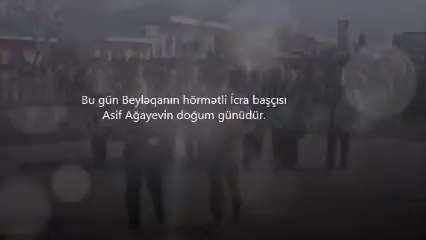 Bu gün Beyləqanın hörmətli İcra başçısı
Asif Ağayevin doğum günüdür.